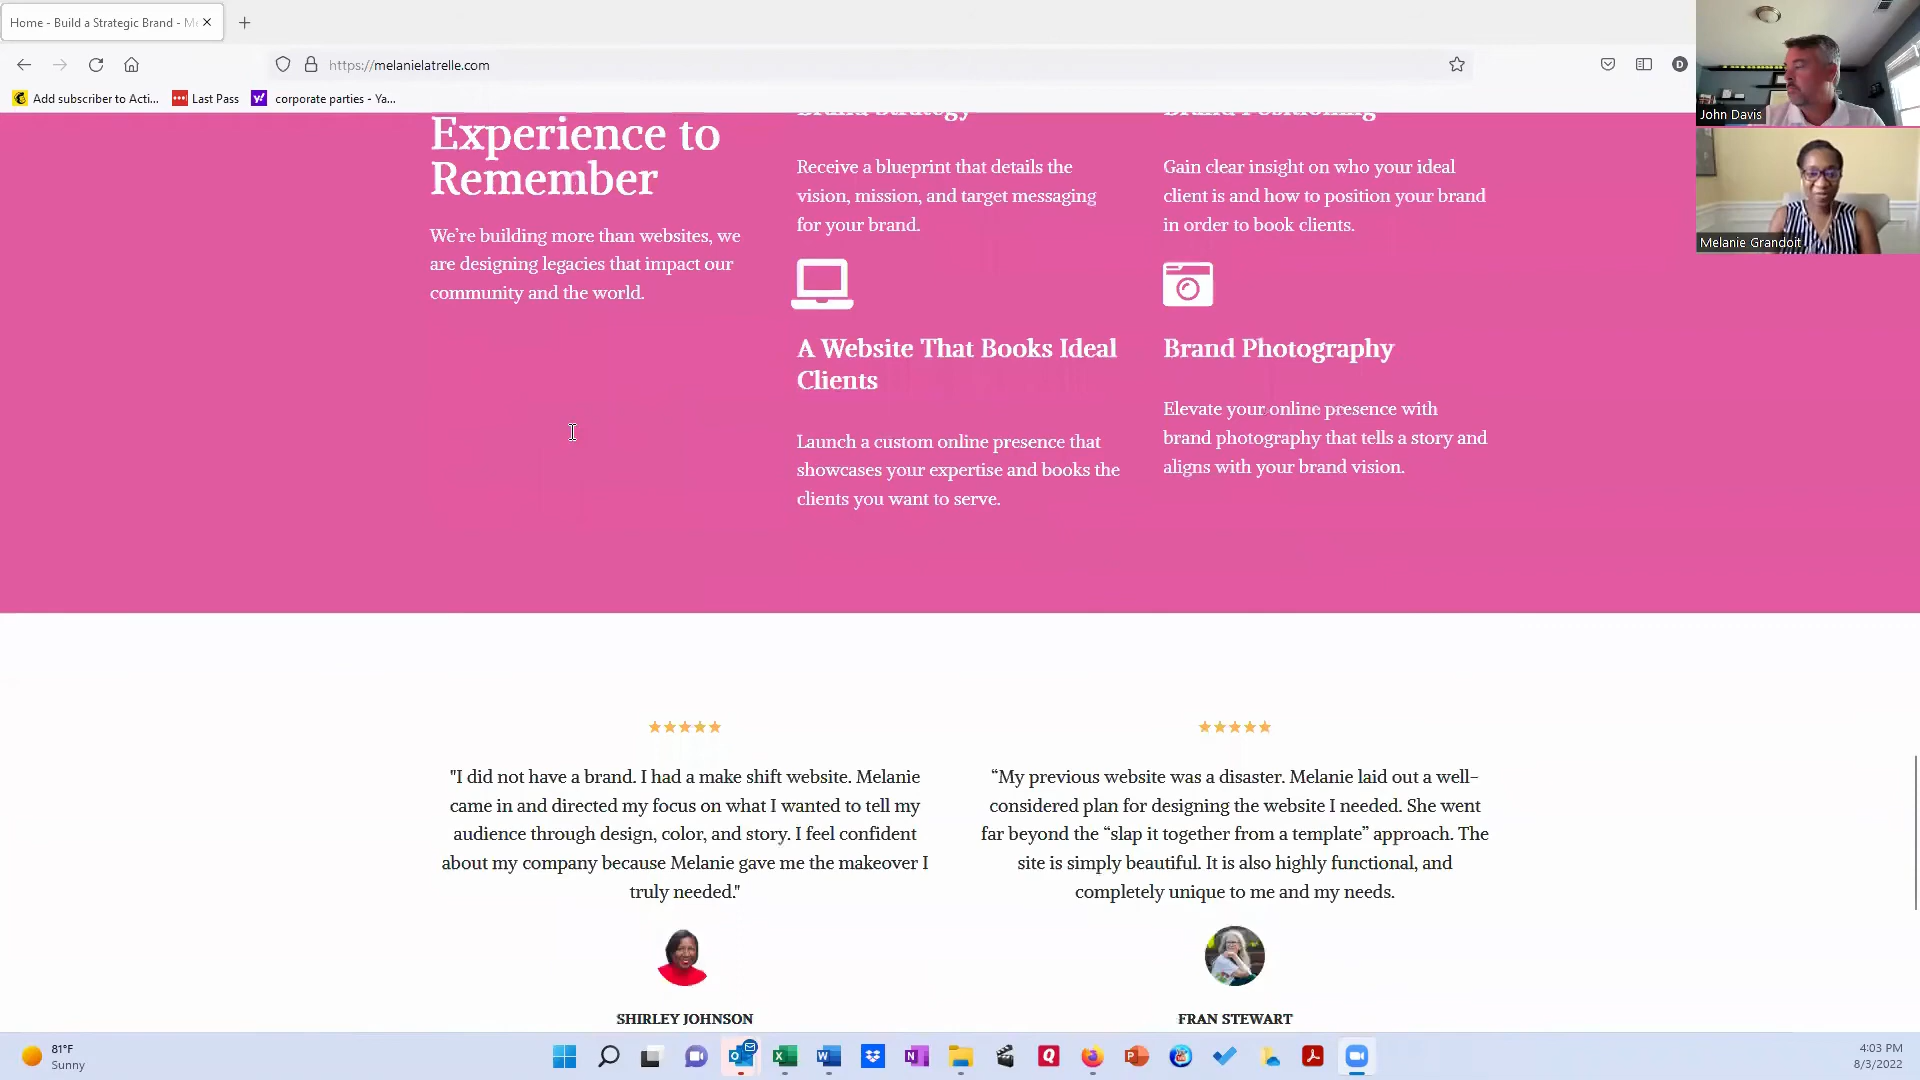 Home - Build a Strategic Brand - M
https://melanielatrelle.com
D
Add subscriber to Acti...
Last Pass
corporate parties - Ya...
John Davis
Melanie Grandoit
Experience to
Remember
We’re building more than websites, we
are designing legacies that impact our
community and the world.
Brand Strategy
Receive a blueprint that details the
vision, mission, and target messaging
for your brand.
Brand Positioning
Gain clear insight on who your ideal
client is and how to position your brand
in order to book clients.
A Website That Books Ideal
Clients
Launch a custom online presence that
showcases your expertise and books the
clients you want to serve.
Brand Photography
Elevate your online presence with
brand photography that tells a story and
aligns with your brand vision.
"I did not have a brand. I had a make shift website. Melanie
came in and directed my focus on what I wanted to tell my
audience through design, color, and story. I feel confident
about my company because Melanie gave me the makeover I
truly needed."
SHIRLEY JOHNSON
“My previous website was a disaster. Melanie laid out a well-
considered plan for designing the website I needed. She went
far beyond the “slap it together from a template” approach. The
site is simply beautiful. It is also highly functional, and
completely unique to me and my needs.
FRAN STEWART
81°F
Sunny
4:03 PM
8/3/2022